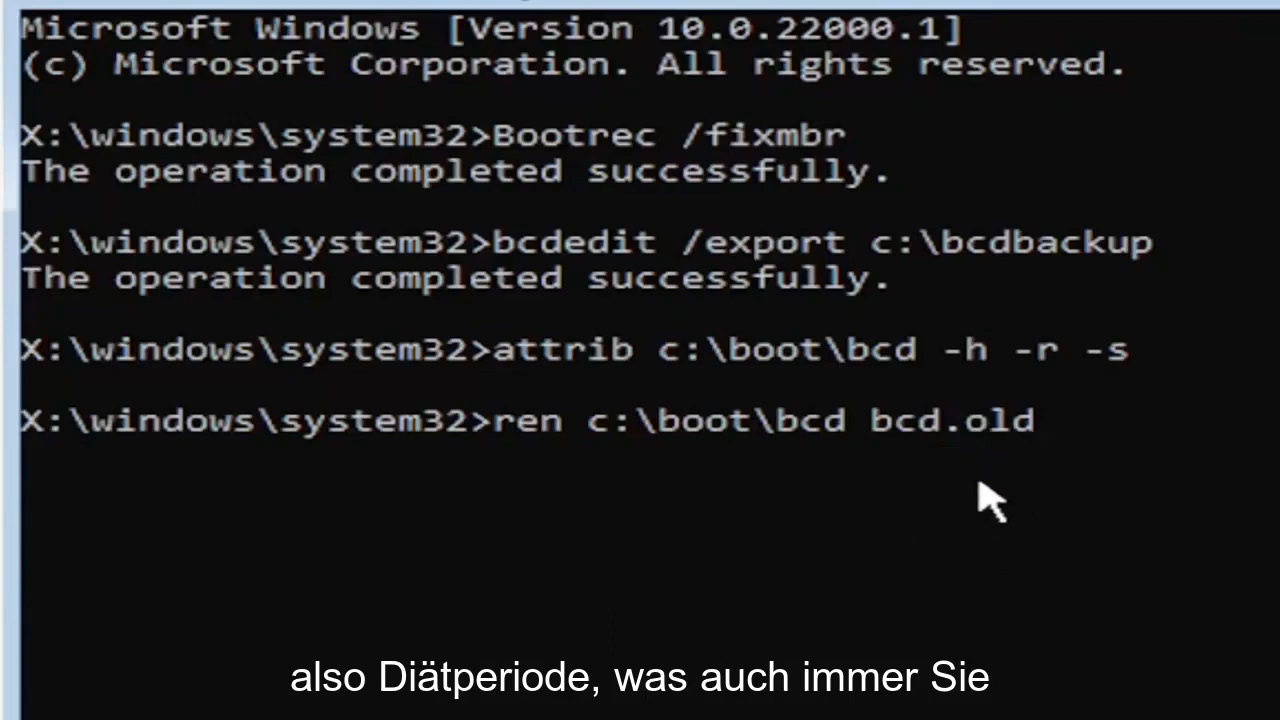 Microsoft Windows [Version 10.0.22000.1]
(c) Microsoft Corporation. All rights reserved.
X:\windows\system32>Bootrec /fixmbr
The operation completed successfully.
X:\windows\system32>bcdedit /export c:\bcdbackup
The operation completed successfully.
X:\windows\system32>attrib c:\boot\bcd -h -r -s
X:\windows\system32>ren c:\boot\bcd bcd.old
also Diätperiode, was auch immer Sie